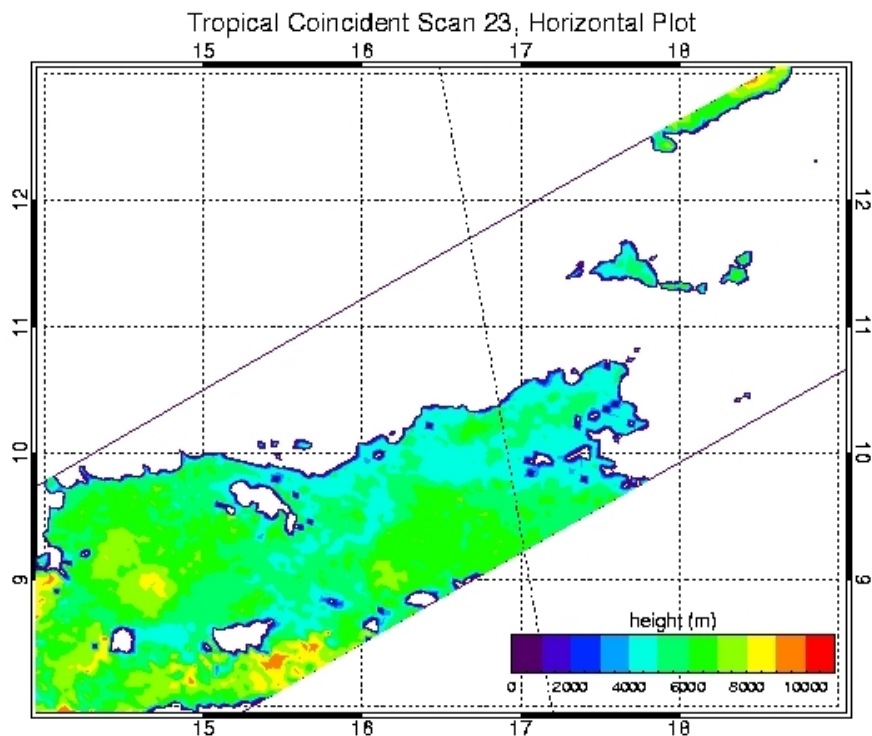 Tropical Coincident Scan 23, Horizontal Plot
15 16 17 18
12 12
11 11
10 10
9 9
height (m)
0 2000 4000 6000 8000 10000
15 16 17 18